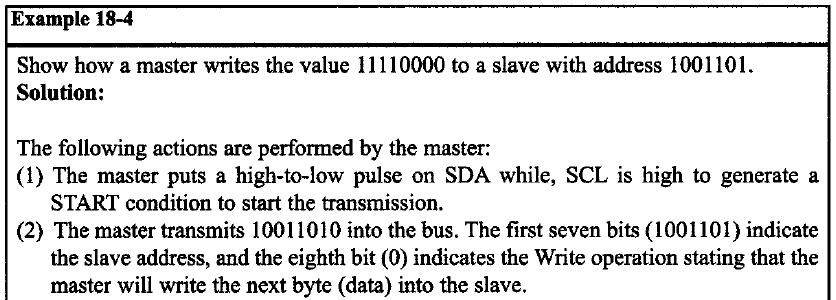 Example 18-4
Show how a master writes the value 11110000 to a slave with address 1001101.
Solution:
The following actions are performed by the master:
(1) The master puts a high-to-low pulse on SDA while, SCL is high to generate a
START condition to start the transmission.
(2) The master transmits 10011010 into the bus. The first seven bits (1001101) indicate
the slave address, and the eighth bit (0) indicates the Write operation stating that the
master will write the next byte (data) into the slave.